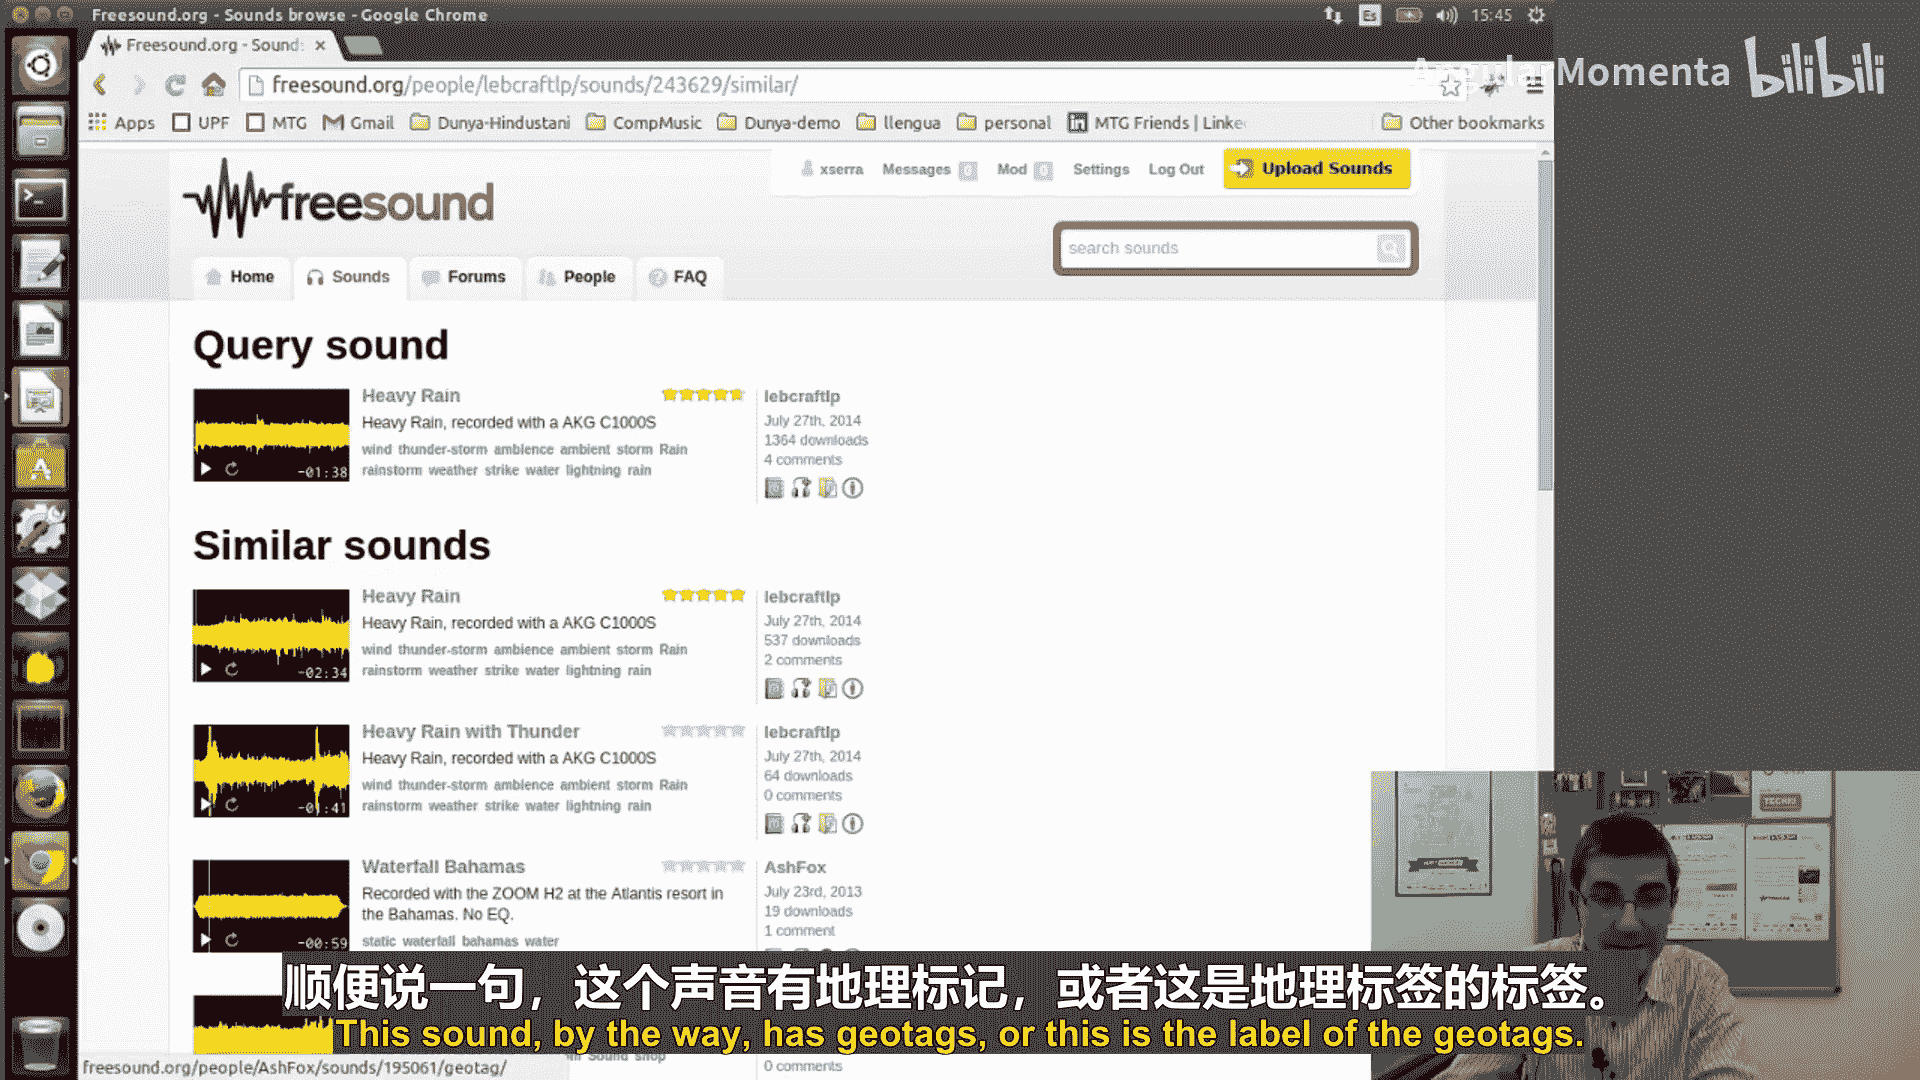 Freesound.org - Sounds browse - Google Chrome
Es
15:45
Freesound.org - Sound
freesound.org/people/lebcraftlp/sounds/243629/similar/
AngularMomenta bilibili
Apps UPF MTG Gmail Dunya-Hindustani CompMusic Dunya-demo llengua personal MTG Friends | Linke Other bookmarks
xserra Messages Mod Settings Log Out Upload Sounds
freesound
search sounds
Home Sounds Forums People FAQ
Query sound
Heavy Rain
Heavy Rain, recorded with a AKG C1000S
wind thunder-storm ambience ambient storm Rain
rainstorm weather strike water lightning rain
-01:38
lebcraftlp
July 27th, 2014
1364 downloads
4 comments
Similar sounds
Heavy Rain
Heavy Rain, recorded with a AKG C1000S
wind thunder-storm ambience ambient storm Rain
rainstorm weather strike water lightning rain
-02:34
lebcraftlp
July 27th, 2014
537 downloads
2 comments
Heavy Rain with Thunder
Heavy Rain, recorded with a AKG C1000S
wind thunder-storm ambience ambient storm Rain
rainstorm weather strike water lightning rain
-01:41
lebcraftlp
July 27th, 2014
64 downloads
0 comments
Waterfall Bahamas
Recorded with the ZOOM H2 at the Atlantis resort in
the Bahamas. No EQ.
static waterfall bahamas water
-00:59
AshFox
July 23rd, 2013
19 downloads
1 comment
顺便说一句，这个声音有地理标记，或者这是地理标签的标签。
This sound, by the way, has geotags, or this is the label of the geotags.
Sound shop
0 comments
freesound.org/people/AshFox/sounds/195061/geotag/